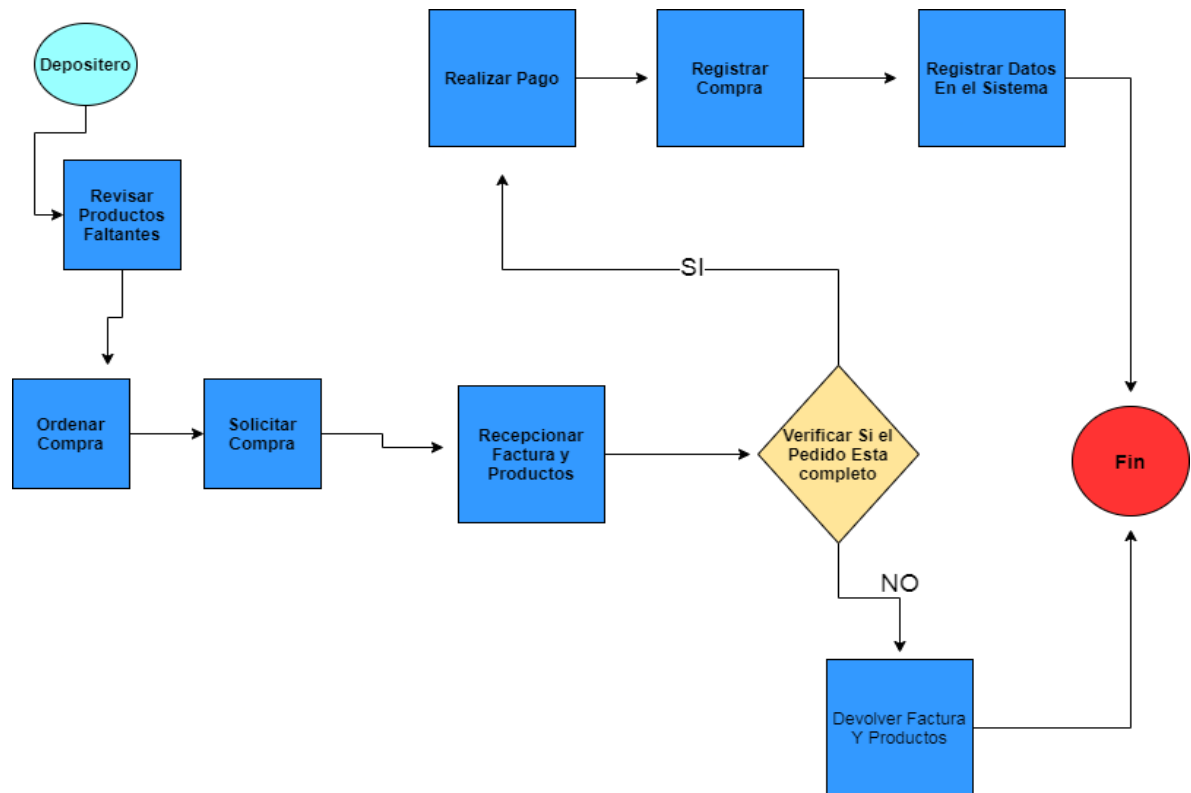 Depositero
Revisar
Productos
Faltantes
Ordenar
Compra
Solicitar
Compra
Recepcionar
Factura y
Productos
Verificar Si el
Pedido Esta
completo
SI
Realizar Pago
Registrar
Compra
Registrar Datos
En el Sistema
NO
Devolver Factura
Y Productos
Fin